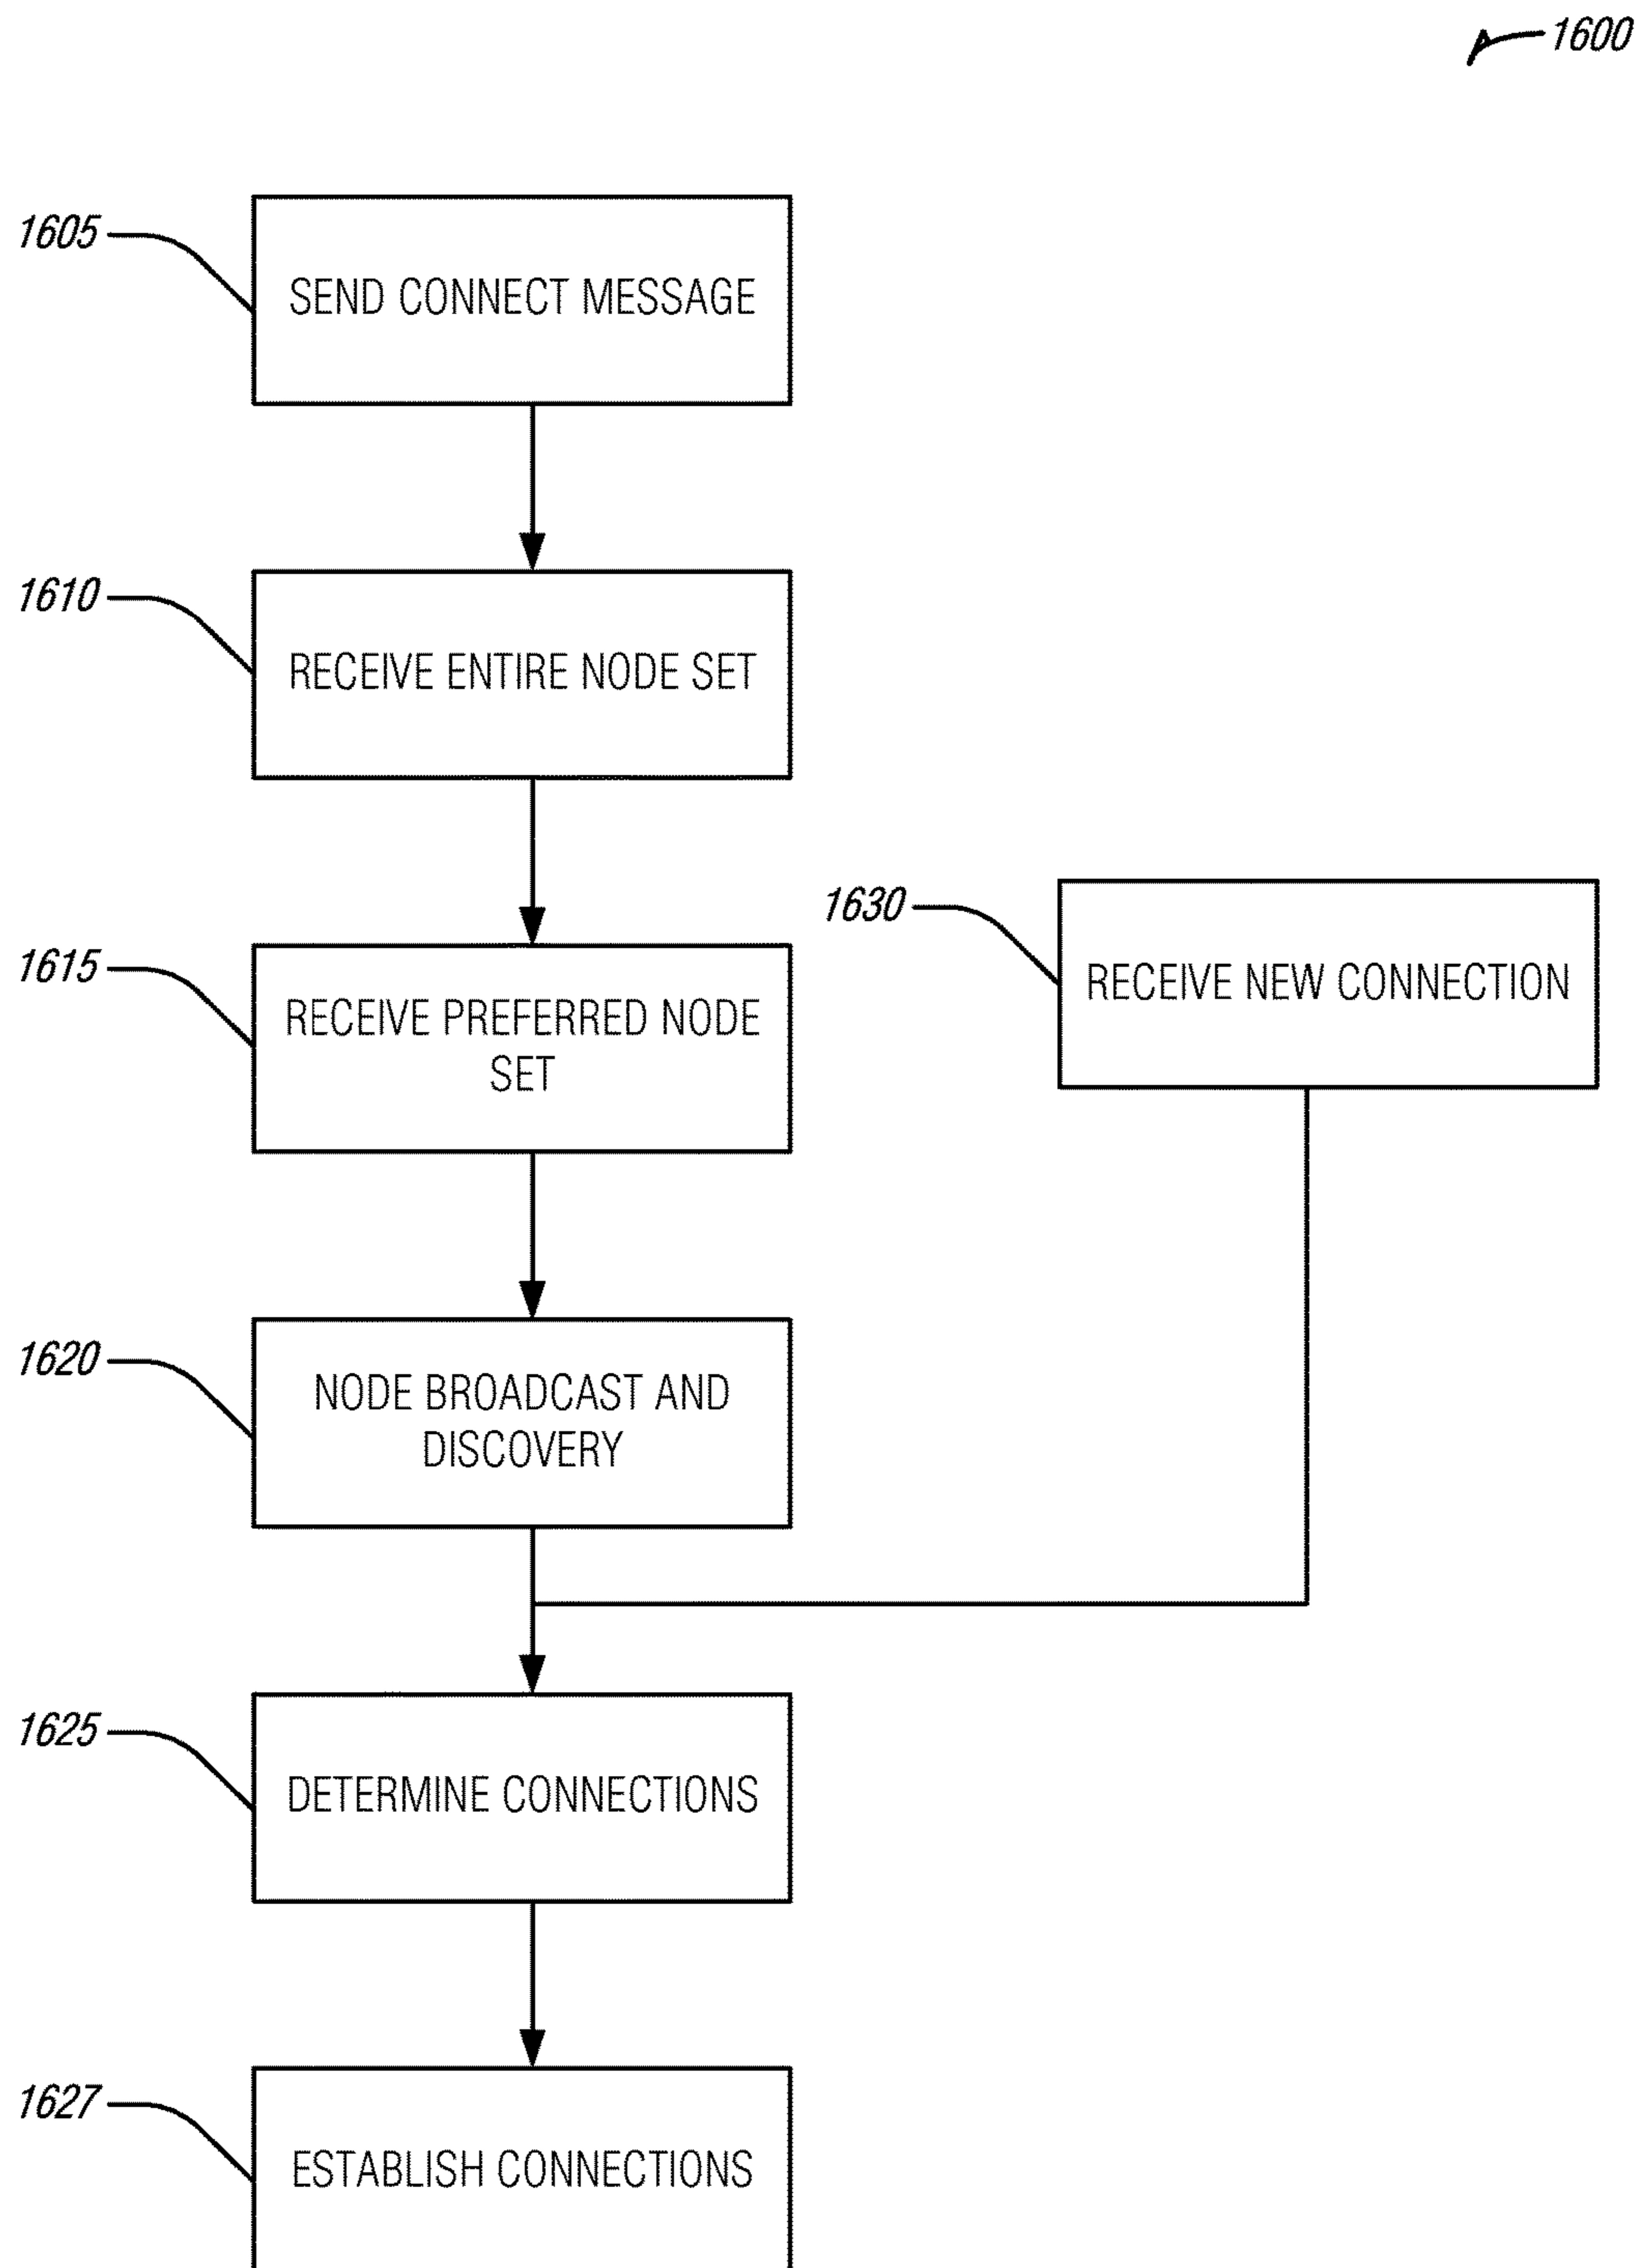 1600
1605
SEND CONNECT MESSAGE
1610
RECEIVE ENTIRE NODE SET
1615
RECEIVE PREFERRED NODE
SET
1630
RECEIVE NEW CONNECTION
1620
NODE BROADCAST AND
DISCOVERY
1625
DETERMINE CONNECTIONS
1627
ESTABLISH CONNECTIONS